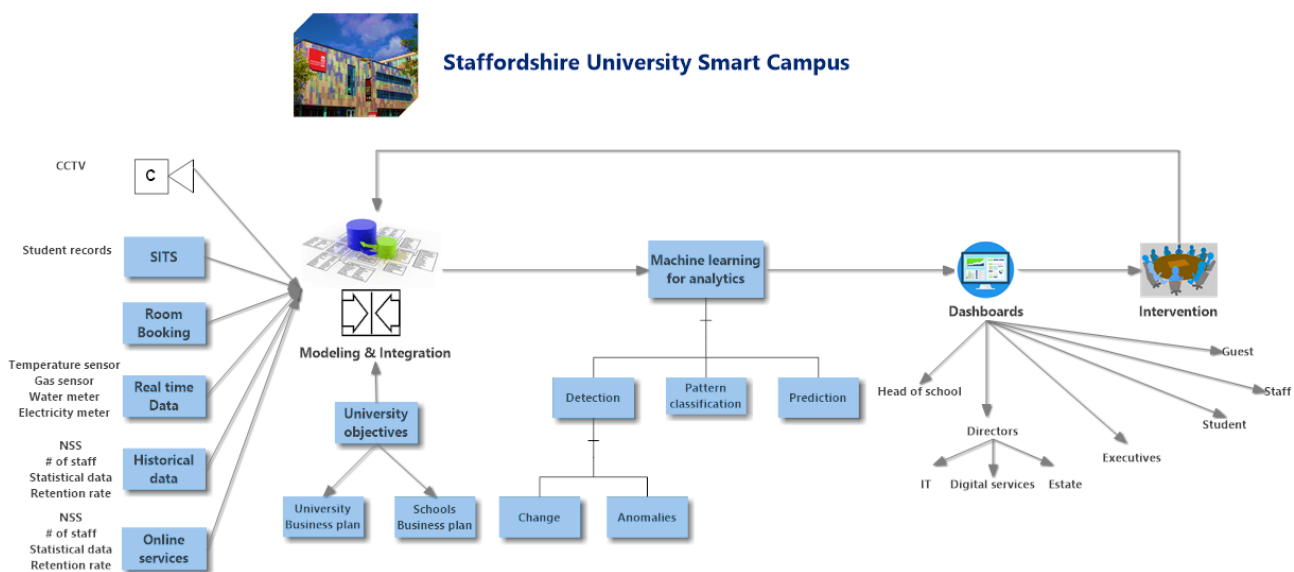 Staffordshire University Smart Campus
CCTV
C
Student records
SITS
Room
Booking
Temperature sensor
Gas sensor
Water meter
Electricity meter
Real time
Data
NSS
# of staff
Statistical data
Retention rate
Historical
data
NSS
# of staff
Statistical data
Retention rate
Online
services
Modeling & Integration
University
objectives
University
Business plan
Schools
Business plan
Machine learning
for analytics
Detection
Pattern
classification
Prediction
Change
Anomalies
Dashboards
Intervention
Head of school
Directors
IT
Digital services
Estate
Executives
Student
Staff
Guest